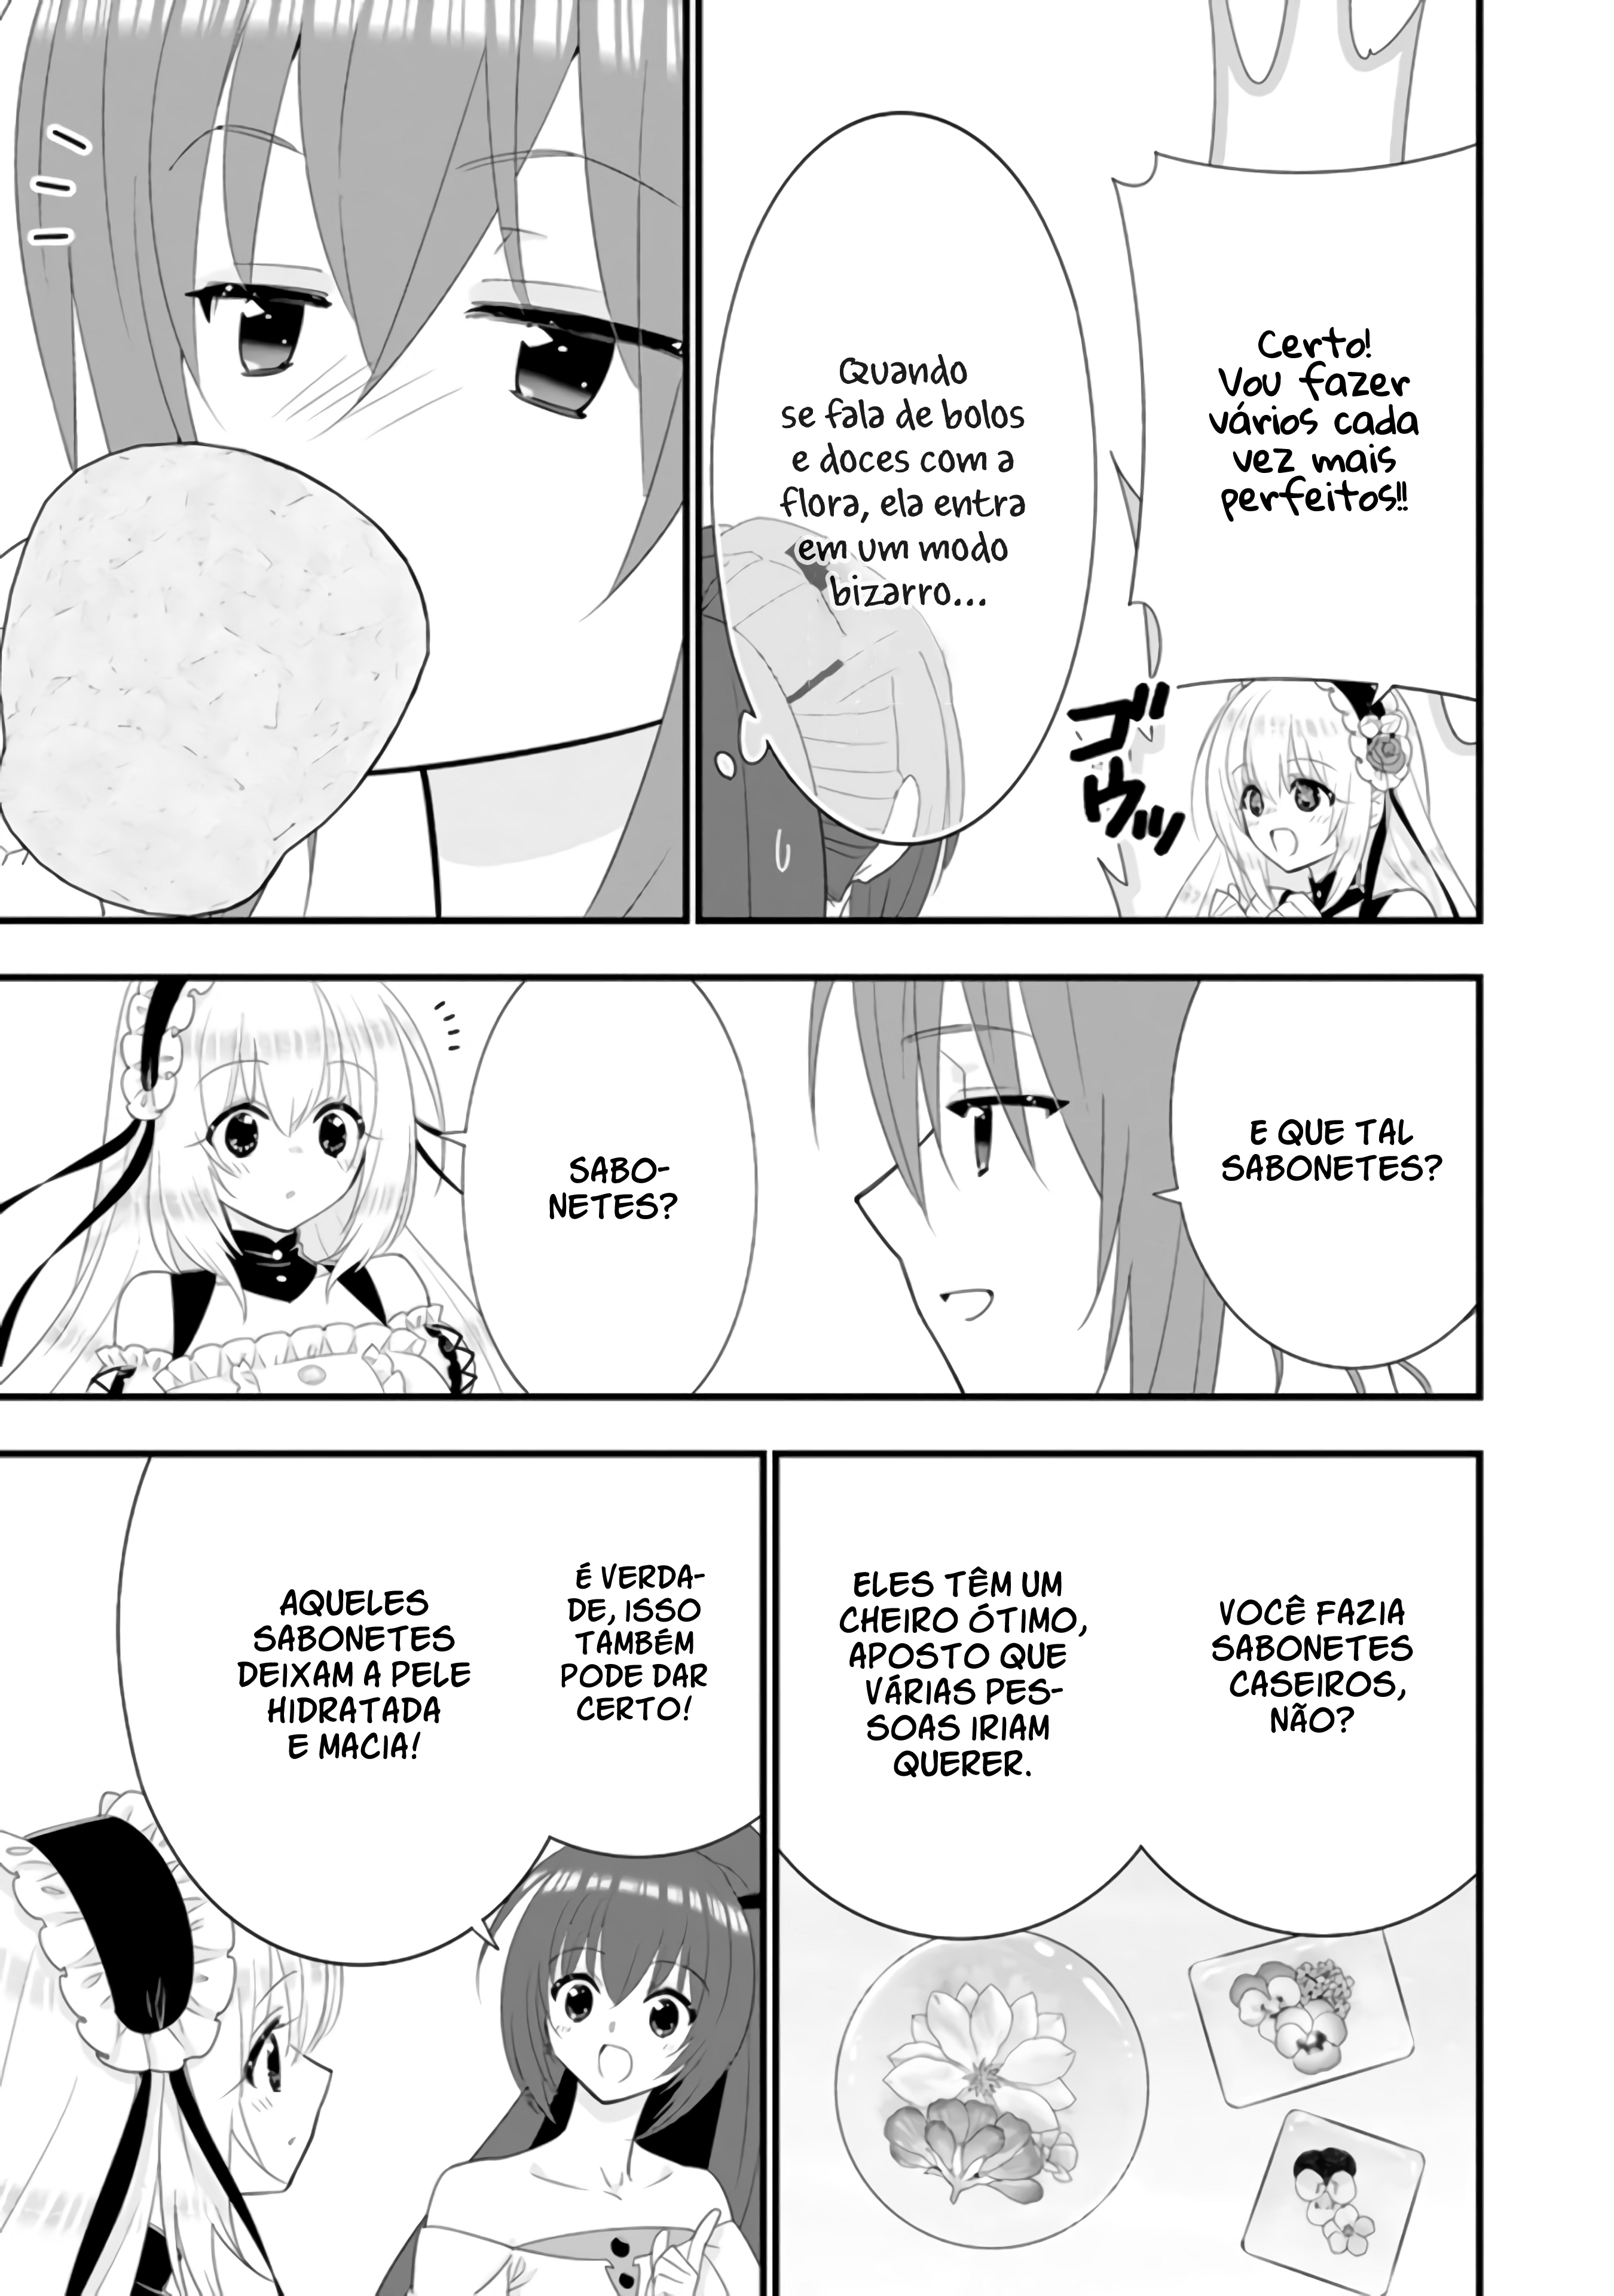 Certo!
Vou fazer
vários cada
vez mais
perfeitos!!
ゴウッ
Quando
se fala de bolos
e doces com a
flora, ela entra
em um modo
bizarro...
E QUE TAL
SABONETES?
SABO-
NETES?
VOCÊ FAZIA
SABONETES
CASEIROS,
NÃO?
ELES TÊM UM
CHEIRO ÓTIMO,
APOSTO QUE
VÁRIAS PES-
SOAS IRIAM
QUERER.
É VERDA-
DE, ISSO
TAMBÉM
PODE DAR
CERTO!
AQUELES
SABONETES
DEIXAM A PELE
HIDRATADA
E MACIA!